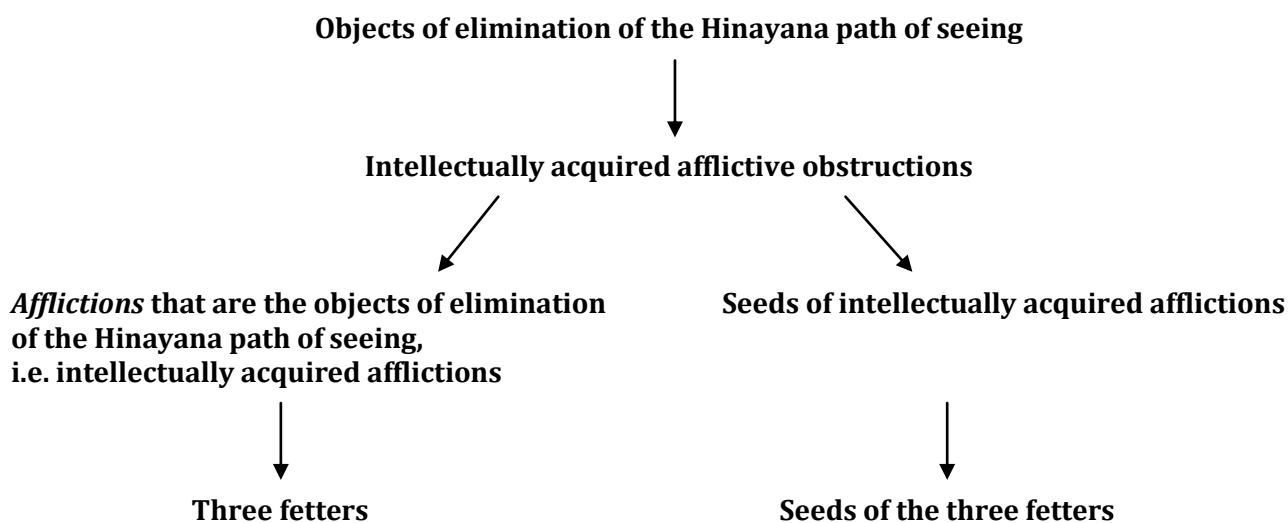 Objects of elimination of the Hinayana path of seeing
Intellectually acquired afflictive obstructions
Afflictions that are the objects of elimination
of the Hinayana path of seeing,
i.e. intellectually acquired afflictions
Seeds of intellectually acquired afflictions
Three fetters
Seeds of the three fetters